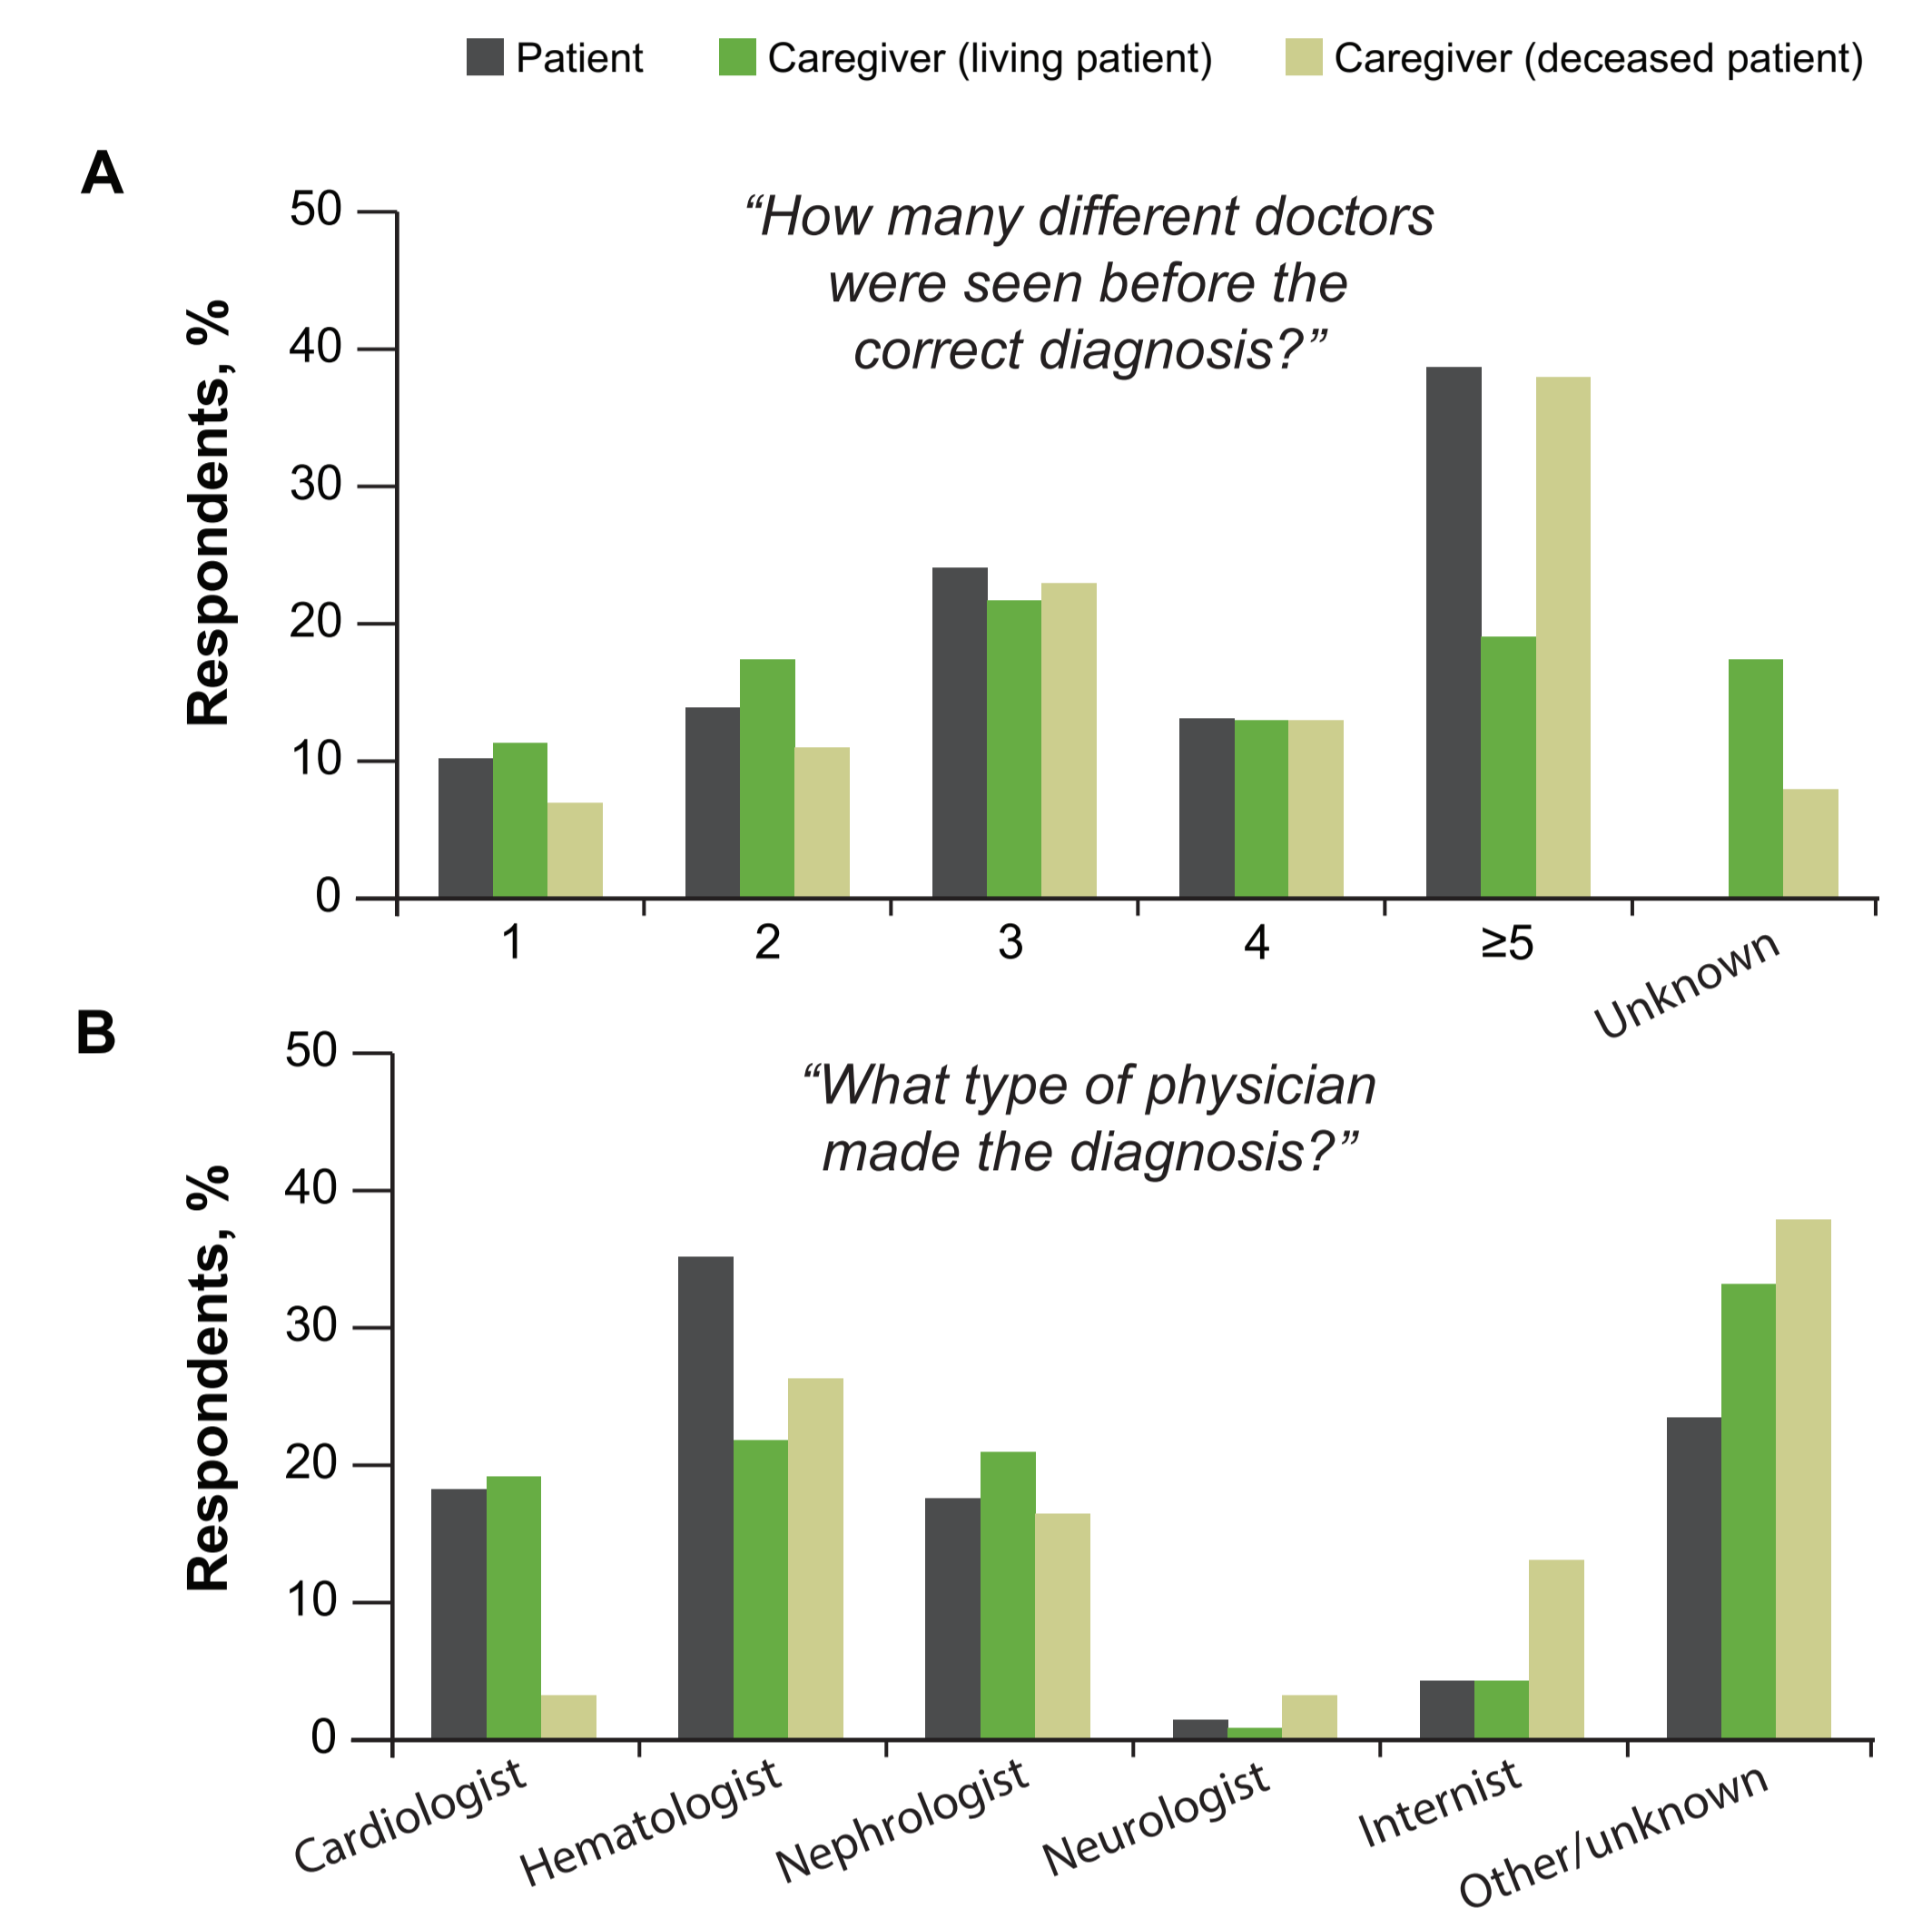 Patient Caregiver (living patient) Caregiver (deceased patient)
A
Respondents, %
50
40
30
20
10
0
“How many different doctors
were seen before the
correct diagnosis?”
1 2 3 4 ≥5 Unknown
B
Respondents, %
50
40
30
20
10
0
“What type of physician
made the diagnosis?”
Cardiologist Hematologist Nephrologist Neurologist Internist Other/unknown